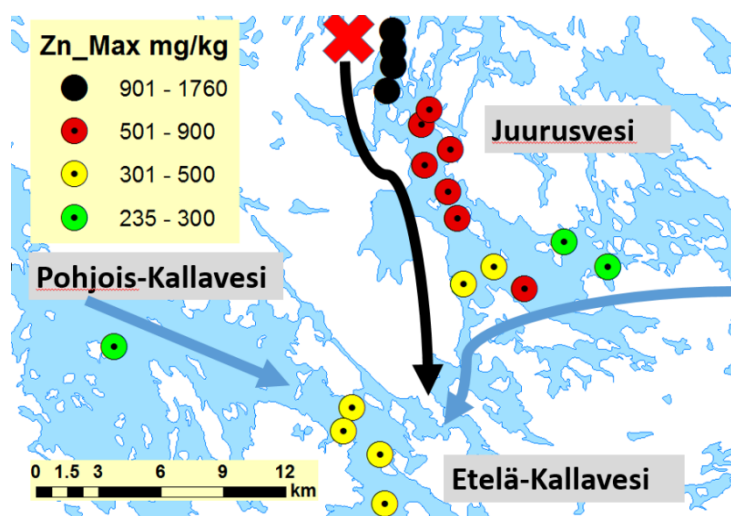 Zn_Max mg/kg
901 - 1760
501 - 900
301 - 500
235 - 300
Juurusvesi
Pohjois-Kallavesi
Etelä-Kallavesi
0 1.5 3 6 9 12
km